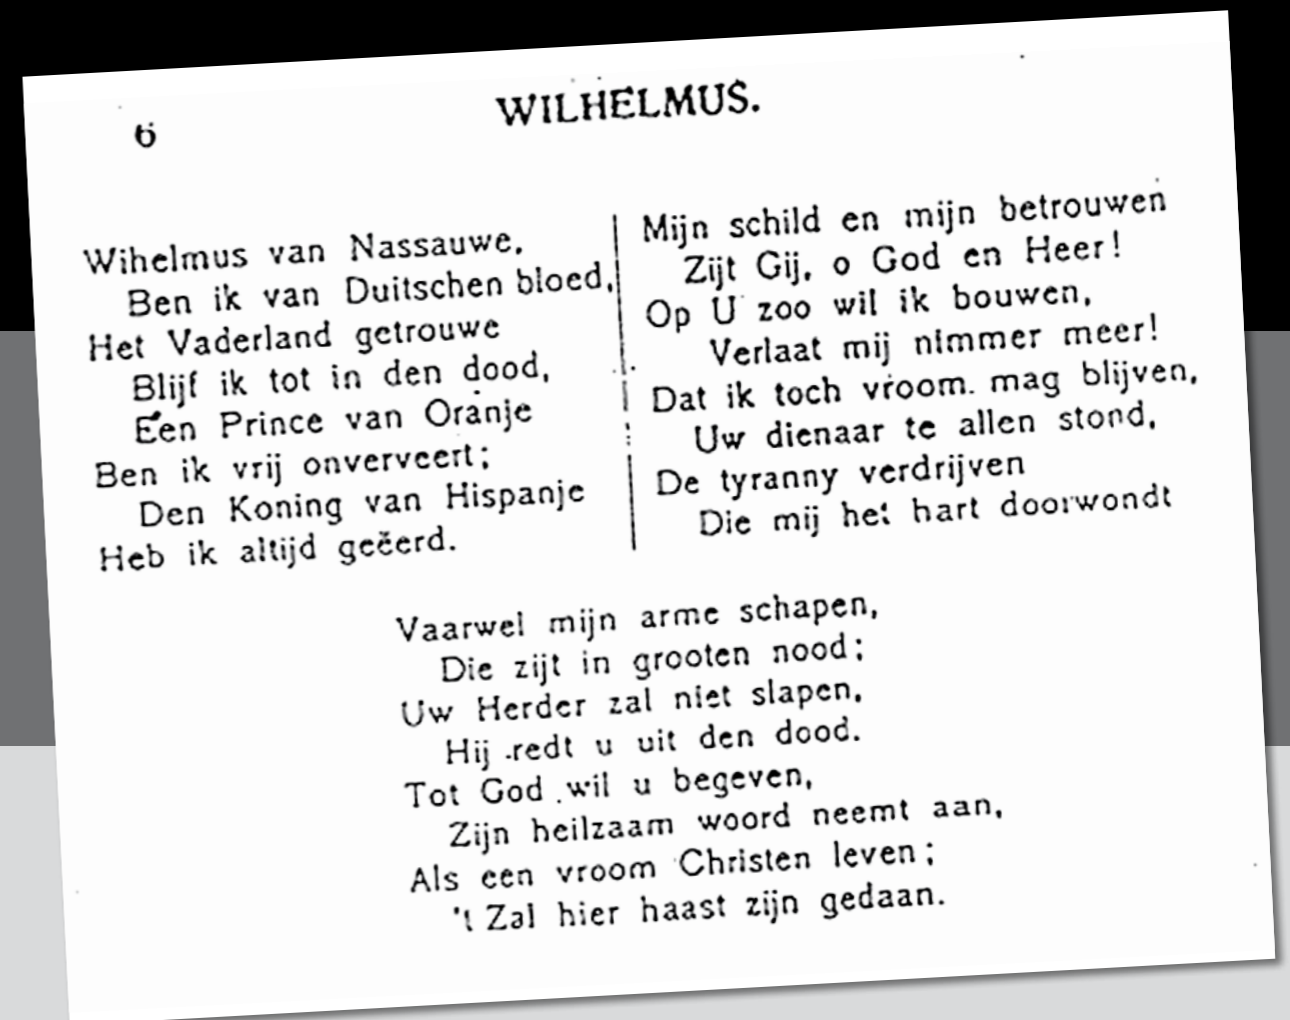 6
WILHELMUS.
Wihelmus van Nassauwe,
Ben ik van Duitschen bloed,
Het Vaderland getrouwe
Blijf ik tot in den dood,
Een Prince van Oranje
Ben ik vrij onverveert;
Den Koning van Hispanje
Heb ik altijd geëerd.
Mijn schild en mijn betrouwen
Zijt Gij, o God en Heer!
Op U zoo wil ik bouwen,
Verlaat mij nimmer meer!
Dat ik toch vroom mag blijven,
Uw dienaar te allen stond,
De tyranny verdrijven
Die mij het hart doorwondt
Vaarwel mijn arme schapen,
Die zijt in grooten nood;
Uw Herder zal niet slapen,
Hij redt u uit den dood.
Tot God wil u begeven,
Zijn heilzaam woord neemt aan,
Als een vroom Christen leven;
't Zal hier haast zijn gedaan.